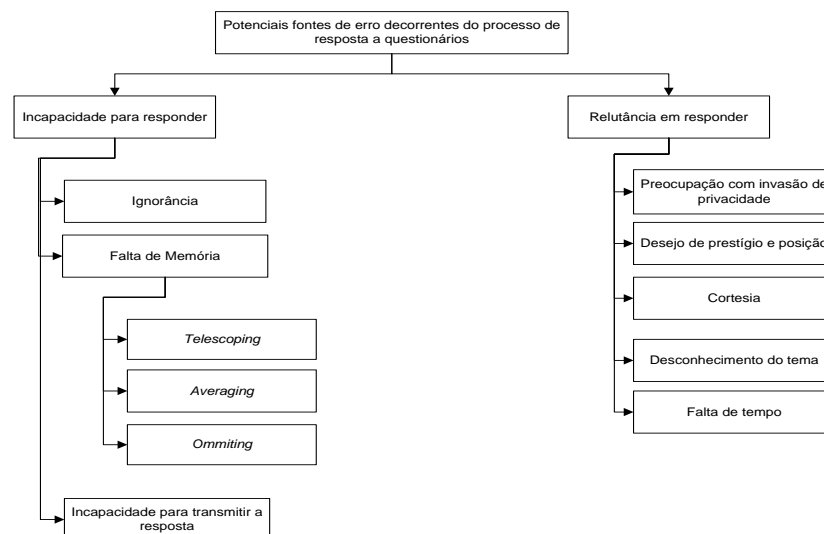 Potenciais fontes de erro decorrentes do processo de
resposta a questionários
Incapacidade para responder
Relutância em responder
Ignorância
Falta de Memória
Telescoping
Averaging
Ommiting
Incapacidade para transmitir a
resposta
Preocupação com invasão de
privacidade
Desejo de prestígio e posição
Cortesia
Desconhecimento do tema
Falta de tempo